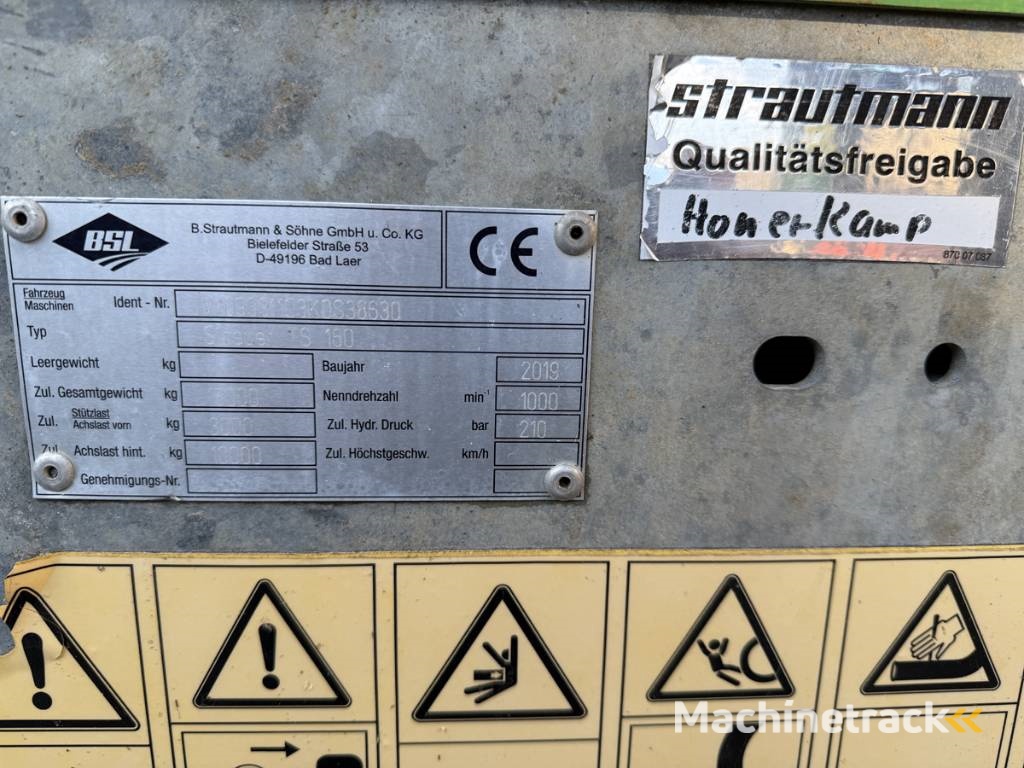 strautmann
Qualitätsfreigabe
Honerkamp
870 07 087
BSL
B.Strautmann & Söhne GmbH u. Co. KG
Bielefelder Straße 53
D-49196 Bad Laer
CE
Fahrzeug
Maschinen
Ident - Nr.
Typ
Leergewicht kg
Baujahr 2019
Zul. Gesamtgewicht kg
Nenndrehzahl min-1 1000
Zul. Stützlast
Achslast vorn kg
Zul. Hydr. Druck bar 210
Zul. Achslast hint. kg
Zul. Höchstgeschw. km/h
Genehmigungs-Nr.
Machinetrack